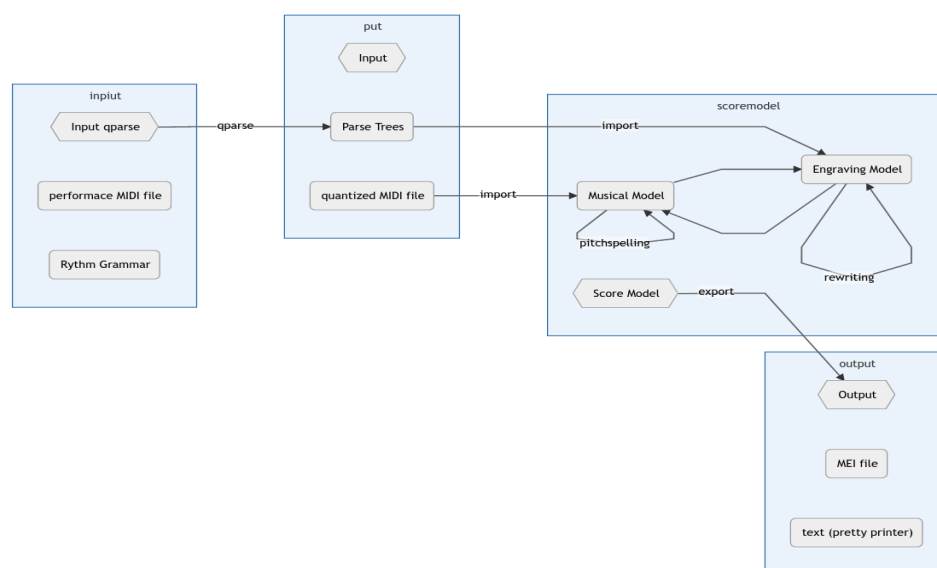 inpiut
Input qparse
performace MIDI file
Rythm Grammar
qparse
put
Input
Parse Trees
quantized MIDI file
import
import
scoremodel
Engraving Model
Musical Model
pitchspelling
rewriting
Score Model
export
output
Output
MEI file
text (pretty printer)